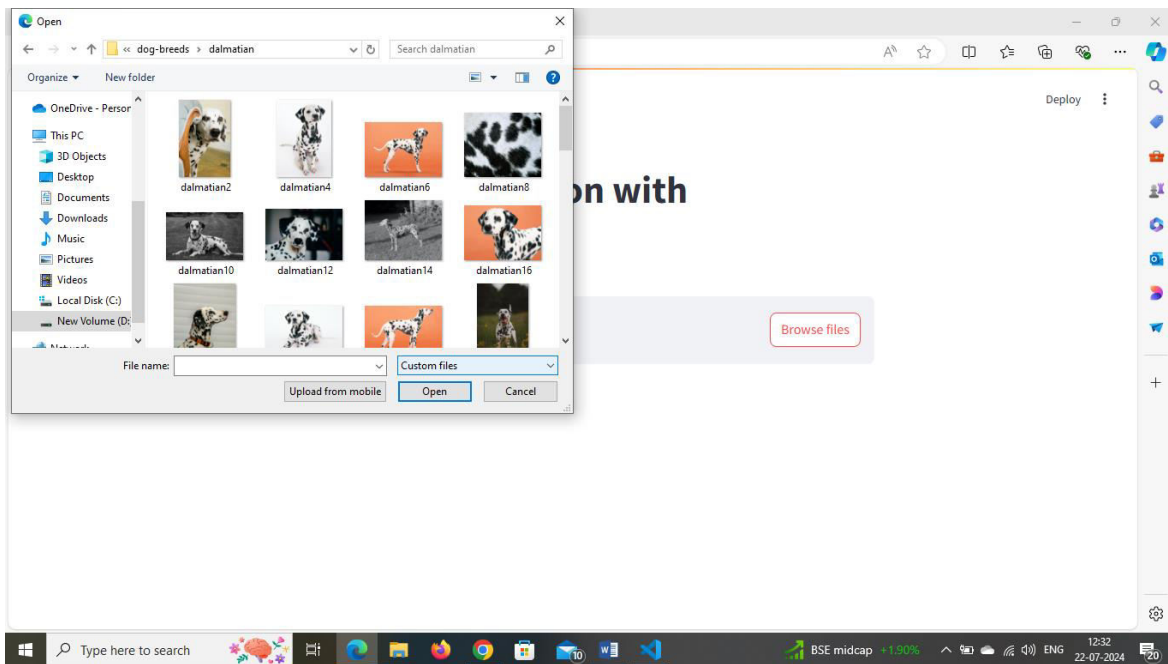 Open
« dog-breeds › dalmatian
Search dalmatian
Organize
New folder
OneDrive - Person
This PC
3D Objects
Desktop
Documents
Downloads
Music
Pictures
Videos
Local Disk (C:)
New Volume (D:
dalmatian2
dalmatian4
dalmatian6
dalmatian8
dalmatian10
dalmatian12
dalmatian14
dalmatian16
File name:
Custom files
Upload from mobile
Open
Cancel
Deploy
on with
Browse files
Type here to search
10
BSE midcap +1.90%
ENG
12:32
22-07-2024
20